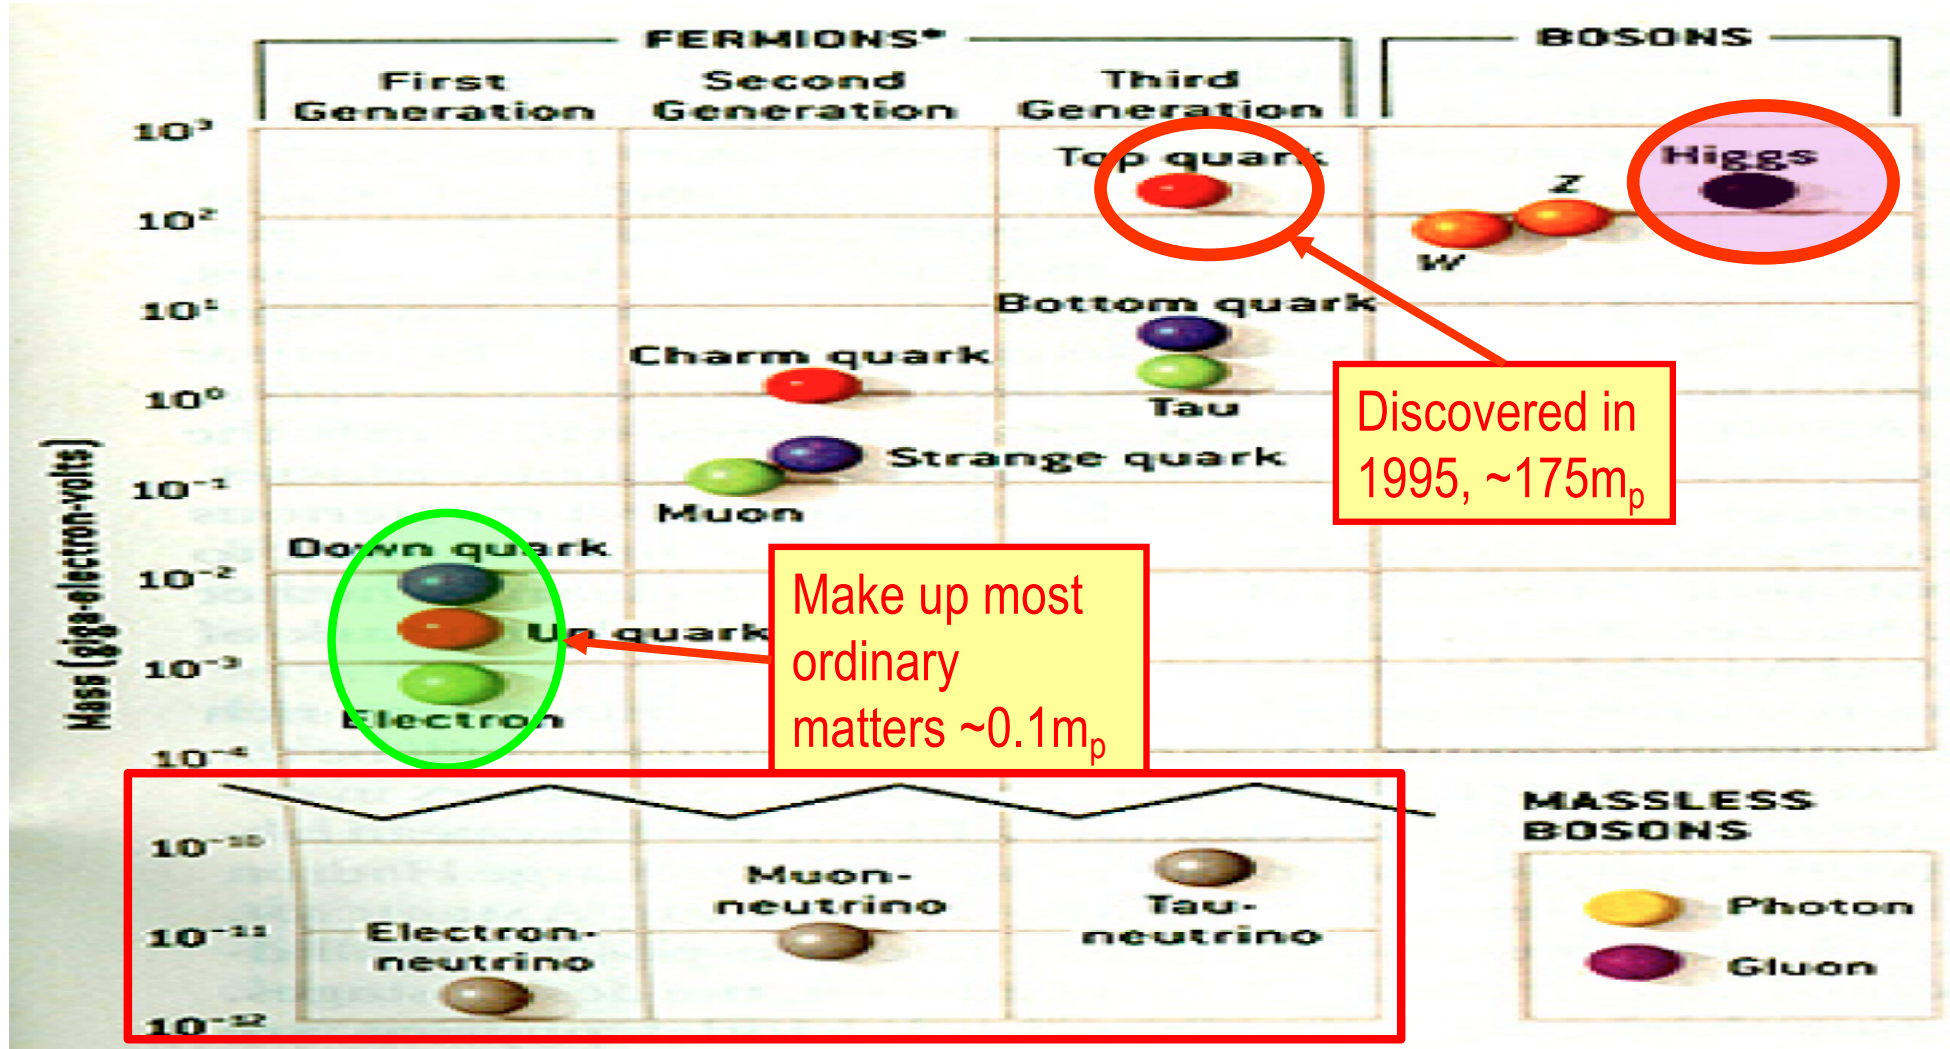 FERMIONS*
BOSONS
First
Generation
Second
Generation
Third
Generation
10³
10²
10¹
10⁰
10⁻¹
10⁻²
10⁻³
10⁻⁴
10⁻¹⁰
10⁻¹¹
10⁻¹²
Mass (giga-electron-volts)
Top quark
Higgs
Z
W
Bottom quark
Charm quark
Tau
Strange quark
Muon
Down quark
Up quark
Electron
Discovered in
1995, ~175mₚ
Make up most
ordinary
matters ~0.1mₚ
Muon-
neutrino
Tau-
neutrino
Electron-
neutrino
MASSLESS
BOSONS
Photon
Gluon